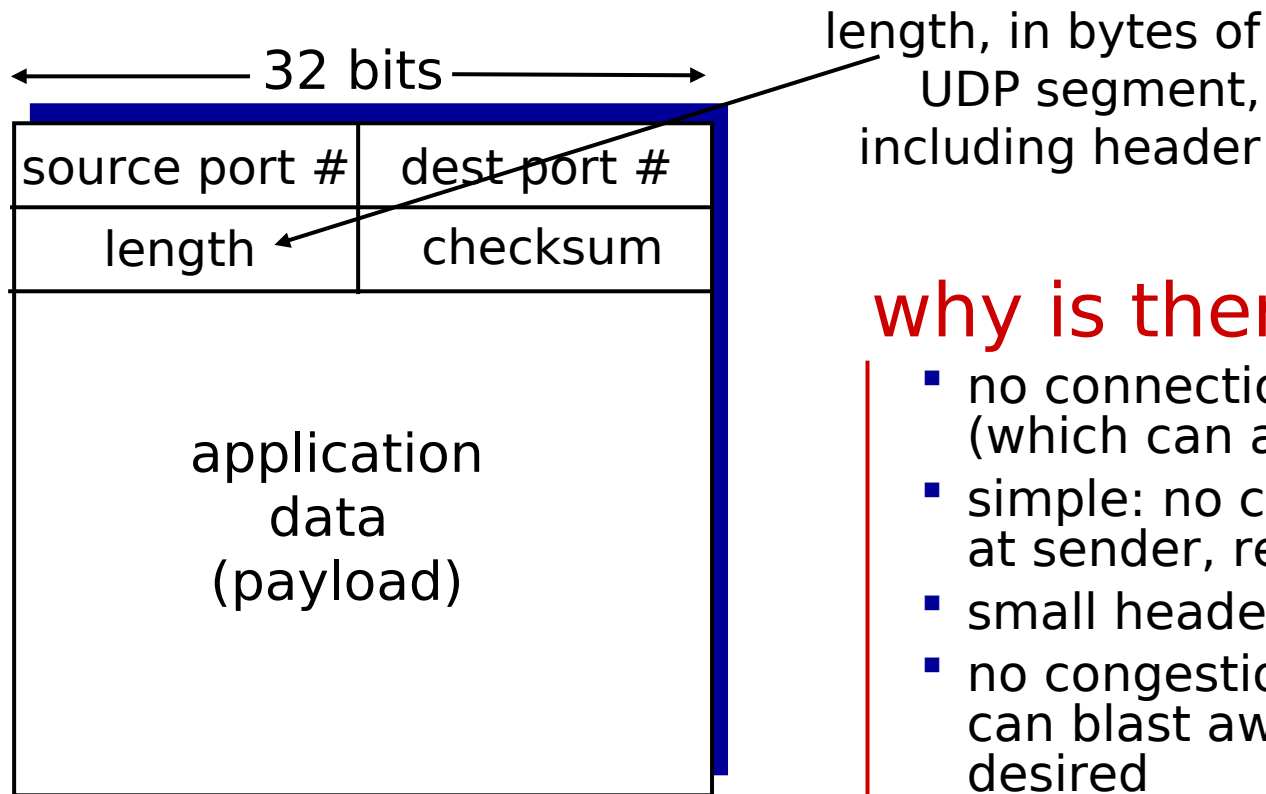 length, in bytes of
UDP segment,
including header
32 bits
source port #
dest port #
length
checksum
application
data
(payload)
why is ther
no connectio
(which can a
simple: no c
at sender, re
small heade
no congestio
can blast aw
desired